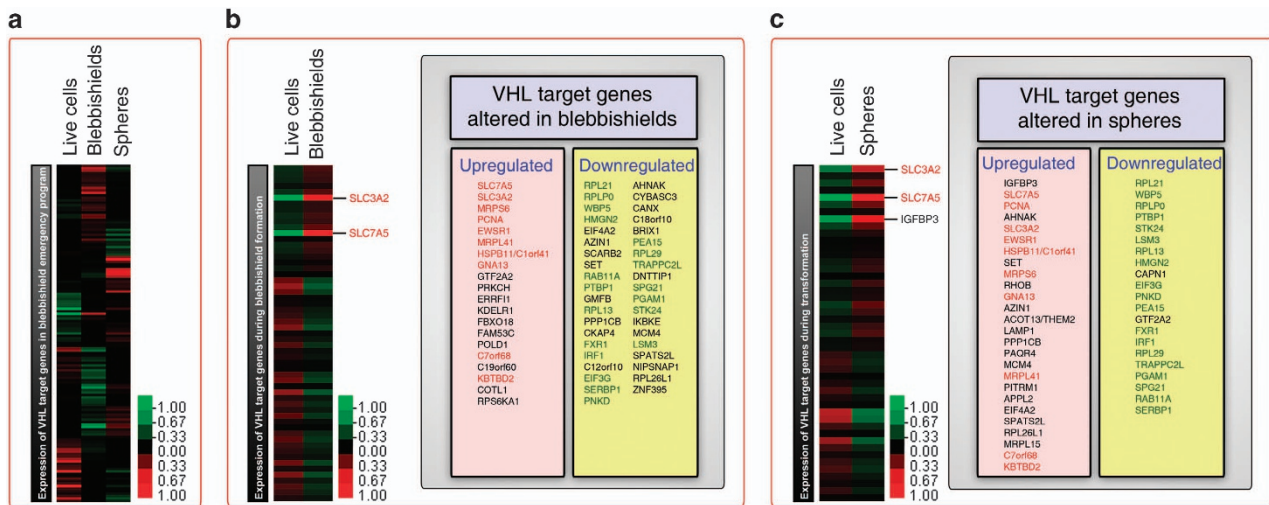 a
Live cells
Blebbishields
Spheres
Expression of VHL target genes in blebbishield emergency program
1.00
0.67
0.33
0.00
0.33
0.67
1.00
b
Live cells
Blebbishields
Expression of VHL target genes during blebbishield formation
SLC3A2
SLC7A5
1.00
0.67
0.33
0.00
0.33
0.67
1.00
VHL target genes
altered in blebbishields
Upregulated
SLC7A5
SLC3A2
MRPS6
PCNA
EWSR1
MRPL41
HSPB11/C1orf41
GNA13
GTF2A2
PRKCH
ERRFI1
KDELR1
FBXO18
FAM53C
POLD1
C7orf68
C19orf60
KBTBD2
COTL1
RPS6KA1
Downregulated
RPL21
RPLP0
WBP5
HMGN2
EIF4A2
AZIN1
SCARB2
SET
RAB11A
PTBP1
GMFB
RPL13
PPP1CB
CKAP4
FXR1
IRF1
C12orf10
EIF3G
SERBP1
PNKD
AHNAK
CYBASC3
CANX
C18orf10
BRIX1
PEA15
RPL29
TRAPPC2L
DNTTIP1
SPG21
PGAM1
STK24
IKBKE
MCM4
LSM3
SPATS2L
NIPSNAP1
RPL26L1
ZNF395
c
Live cells
Spheres
Expression of VHL target genes during transformation
SLC3A2
SLC7A5
IGFBP3
1.00
0.67
0.33
0.00
0.33
0.67
1.00
VHL target genes
altered in spheres
Upregulated
IGFBP3
SLC7A5
PCNA
AHNAK
SLC3A2
EWSR1
HSPB11/C1orf41
SET
MRPS6
RHOB
GNA13
AZIN1
ACOT13/THEM2
LAMP1
PPP1CB
PAQR4
MCM4
MRPL41
PITRM1
APPL2
EIF4A2
SPATS2L
RPL26L1
MRPL15
C7orf68
KBTBD2
Downregulated
RPL21
WBP5
RPLP0
PTBP1
STK24
LSM3
RPL13
HMGN2
CAPN1
EIF3G
PNKD
PEA15
GTF2A2
FXR1
IRF1
RPL29
TRAPPC2L
PGAM1
SPG21
RAB11A
SERBP1